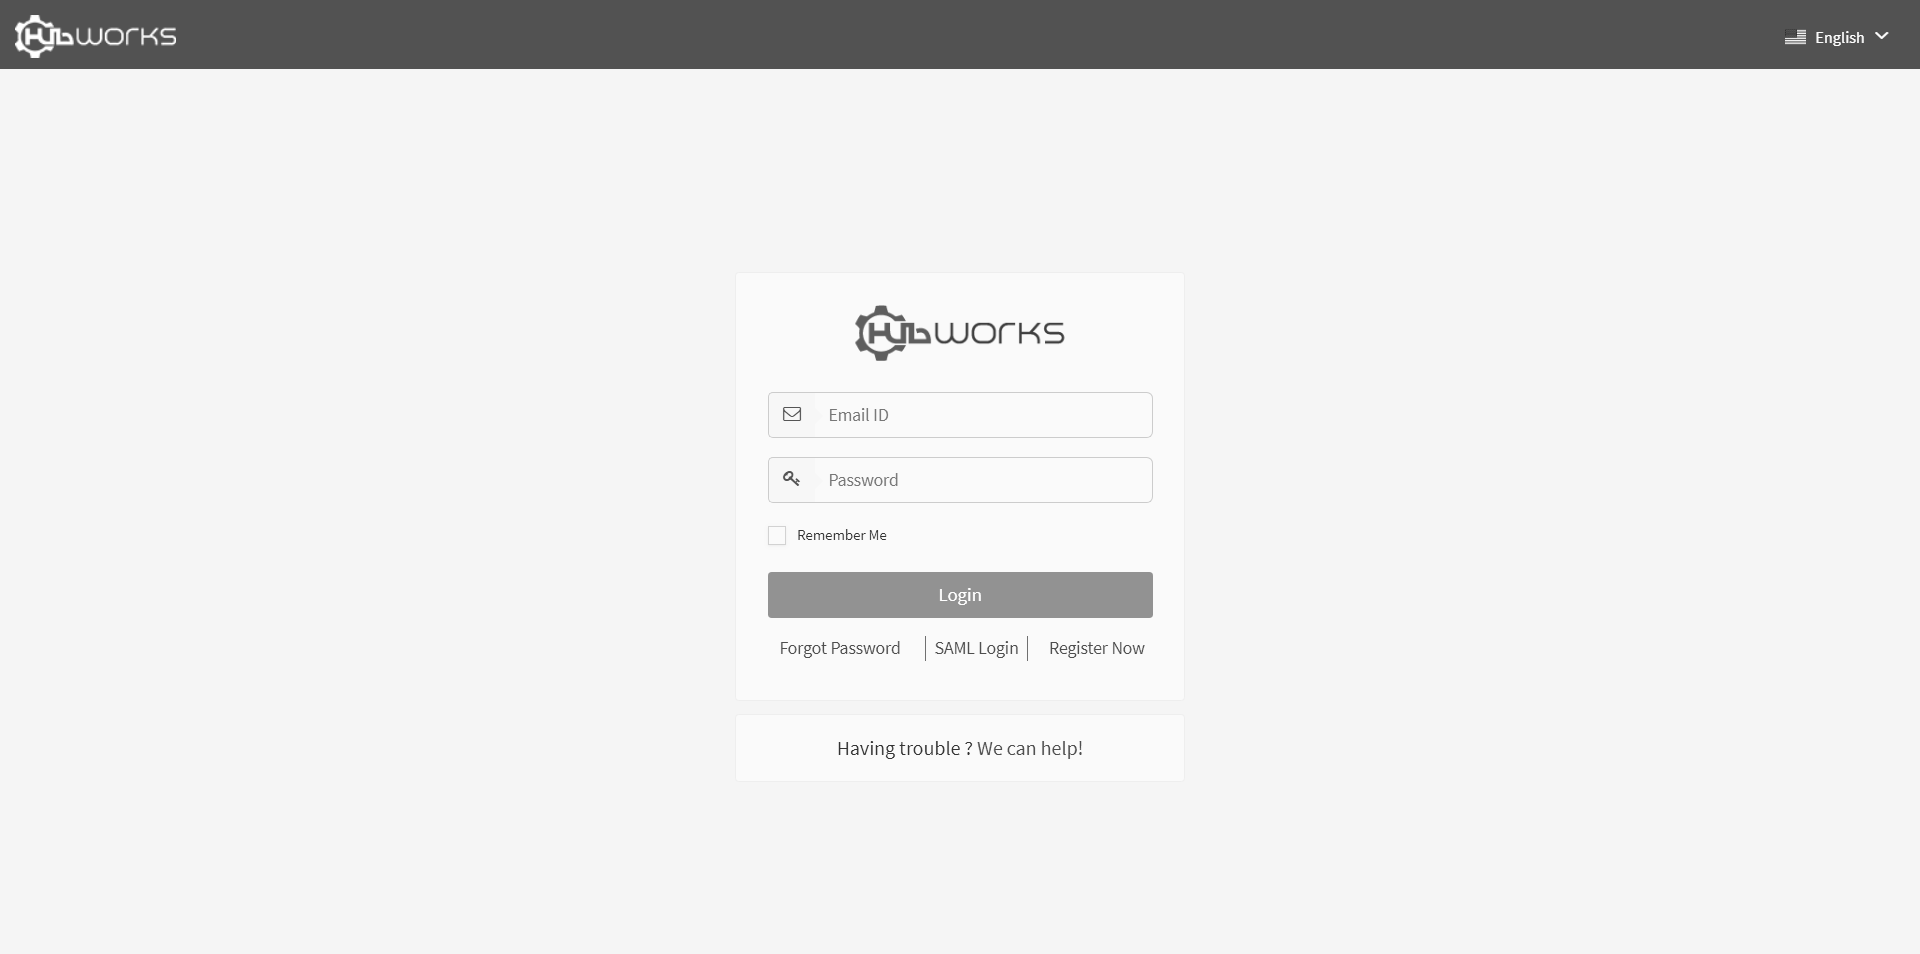 Hubworks
English
Hubworks
Email ID
Password
Remember Me
Login
Forgot Password
SAML Login
Register Now
Having trouble ? We can help!